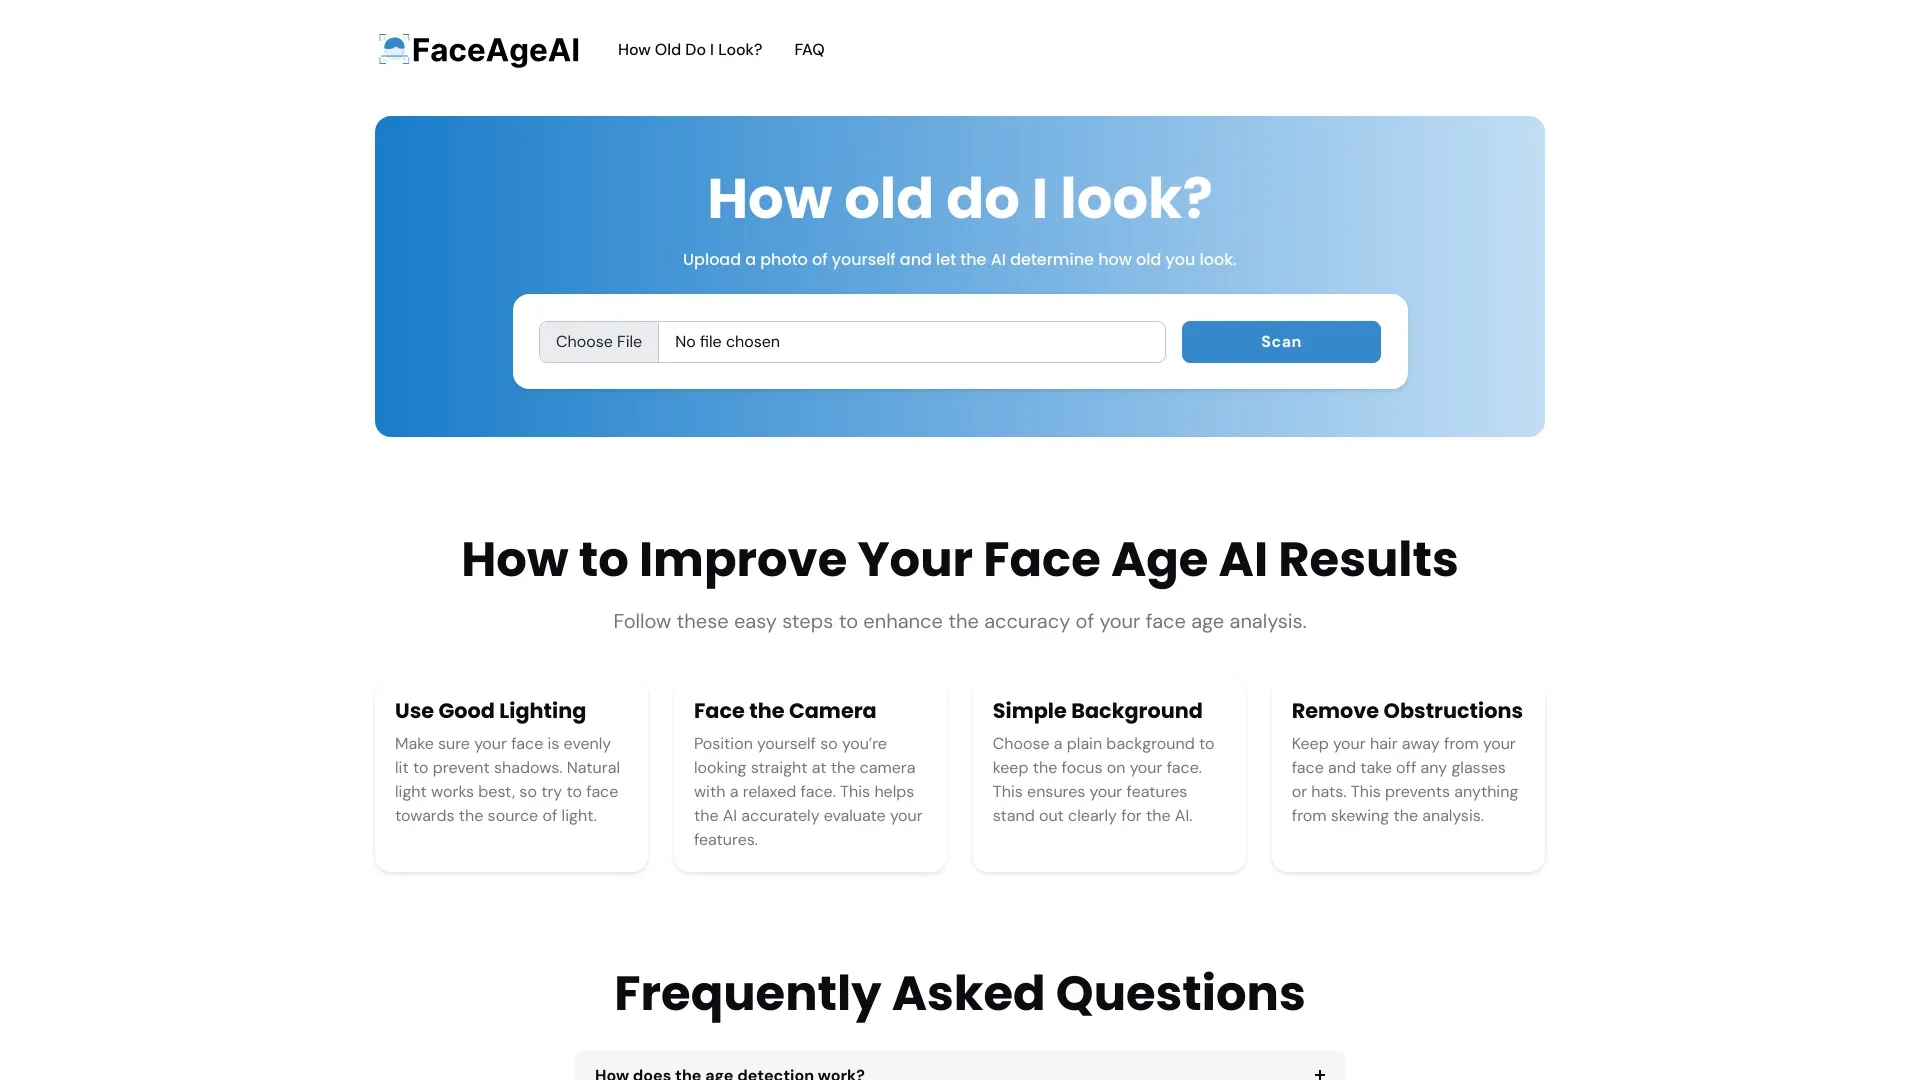 FaceAgeAI
How Old Do I Look?
FAQ
How old do I look?
Upload a photo of yourself and let the AI determine how old you look.
Choose File
No file chosen
Scan
How to Improve Your Face Age AI Results
Follow these easy steps to enhance the accuracy of your face age analysis.
Use Good Lighting
Make sure your face is evenly
lit to prevent shadows. Natural
light works best, so try to face
towards the source of light.
Face the Camera
Position yourself so you’re
looking straight at the camera
with a relaxed face. This helps
the AI accurately evaluate your
features.
Simple Background
Choose a plain background to
keep the focus on your face.
This ensures your features
stand out clearly for the AI.
Remove Obstructions
Keep your hair away from your
face and take off any glasses
or hats. This prevents anything
from skewing the analysis.
Frequently Asked Questions
How does the age detection work?
+